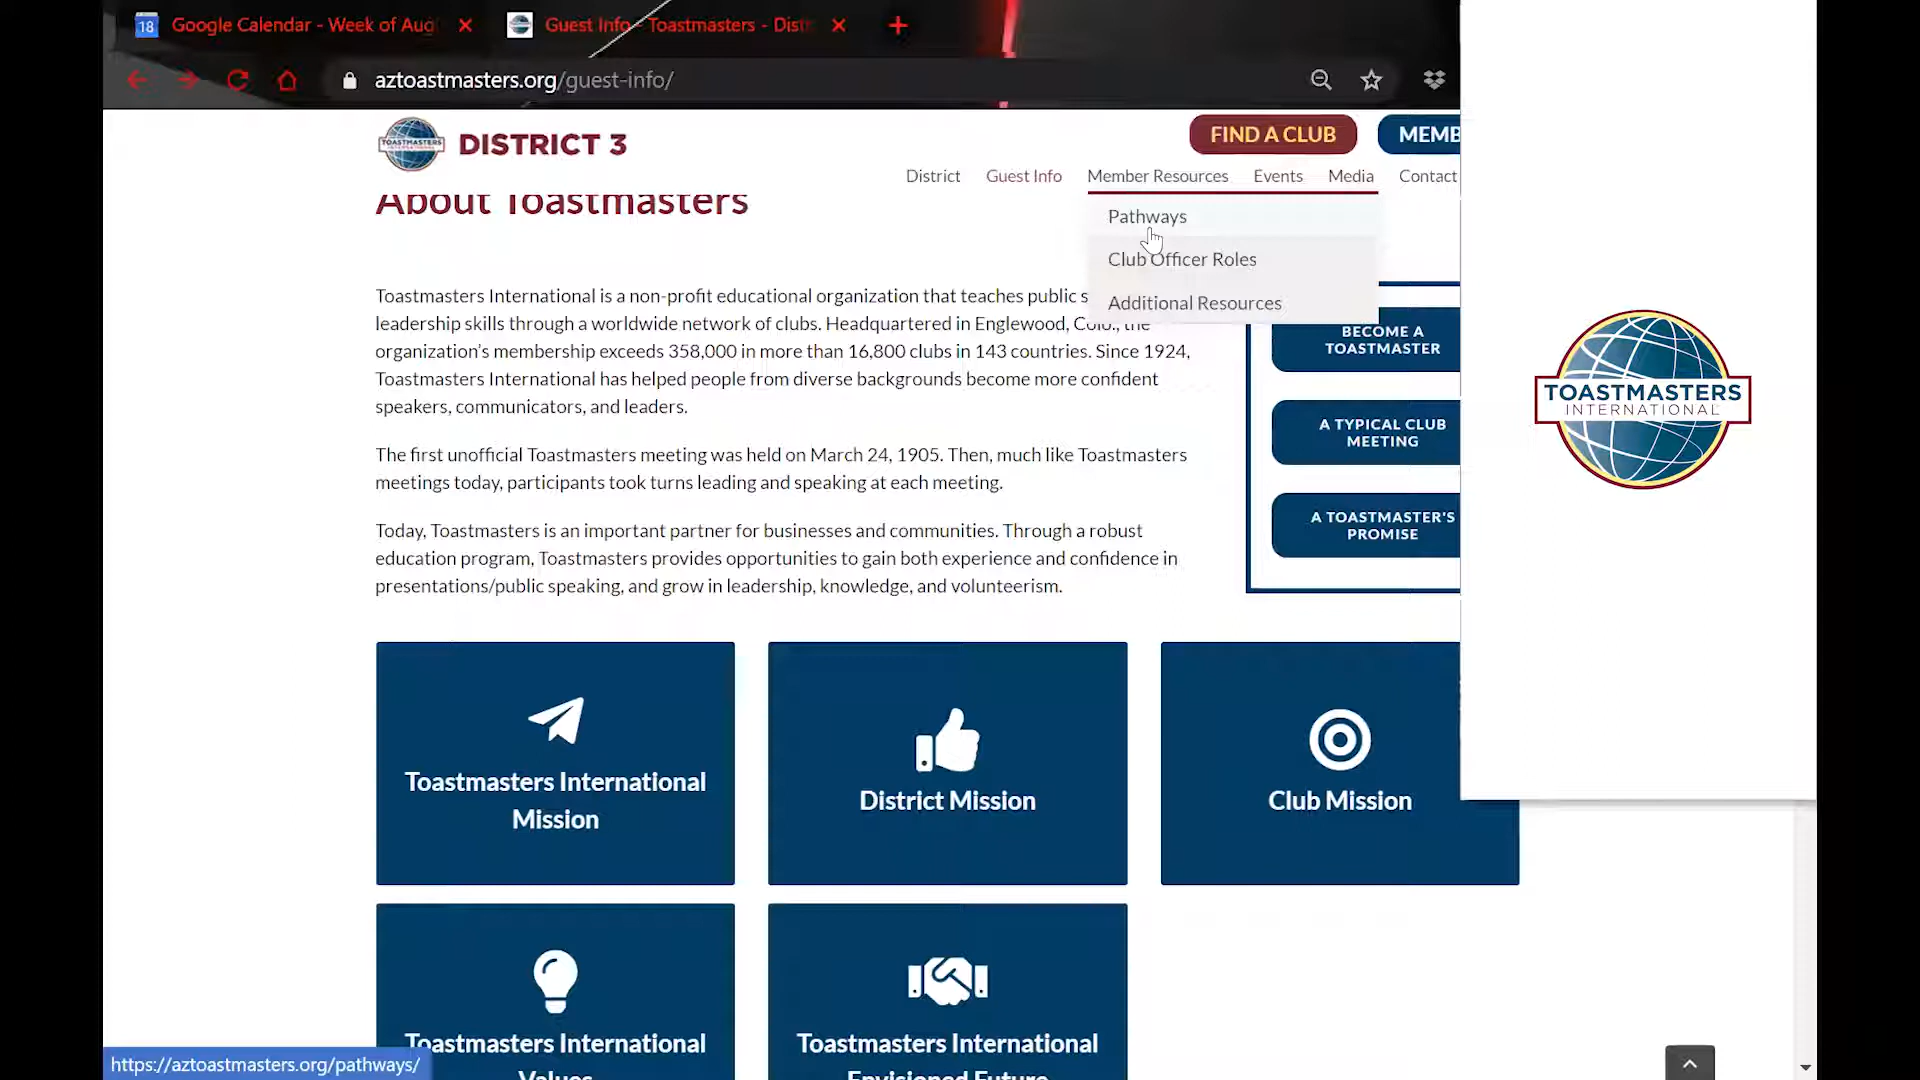 18 Google Calendar - Week of Aug
Guest Info - Toastmasters - Dist
aztoastmasters.org/guest-info/
TOASTMASTERS
INTERNATIONAL
DISTRICT 3
FIND A CLUB
MEMB
District Guest Info Member Resources Events Media Contact
Pathways
Club Officer Roles
Additional Resources
About Toastmasters
Toastmasters International is a non-profit educational organization that teaches public s
leadership skills through a worldwide network of clubs. Headquartered in Englewood, Colo., the
organization's membership exceeds 358,000 in more than 16,800 clubs in 143 countries. Since 1924,
Toastmasters International has helped people from diverse backgrounds become more confident
speakers, communicators, and leaders.
The first unofficial Toastmasters meeting was held on March 24, 1905. Then, much like Toastmasters
meetings today, participants took turns leading and speaking at each meeting.
Today, Toastmasters is an important partner for businesses and communities. Through a robust
education program, Toastmasters provides opportunities to gain both experience and confidence in
presentations/public speaking, and grow in leadership, knowledge, and volunteerism.
BECOME A
TOASTMASTER
A TYPICAL CLUB
MEETING
A TOASTMASTER'S
PROMISE
TOASTMASTERS
INTERNATIONAL
Toastmasters International
Mission
District Mission
Club Mission
Toastmasters International
Values
Toastmasters International
Envisioned Future
https://aztoastmasters.org/pathways/